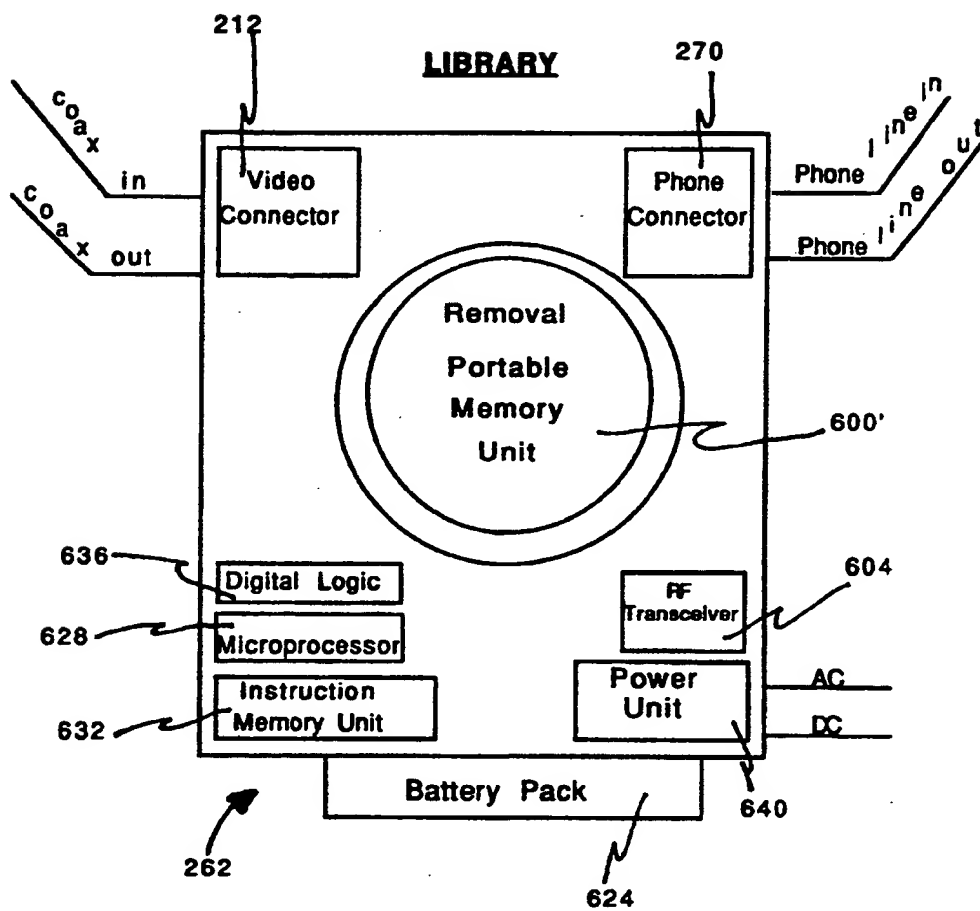 212
LIBRARY
270
coax in
coax out
Video
Connector
Phone
Connector
Phone line in
Phone line out
Removal
Portable
Memory
Unit
600'
636
Digital Logic
628
Microprocessor
632
Instruction
Memory Unit
RF
Transceiver
604
Power
Unit
AC
DC
640
Battery Pack
262
624